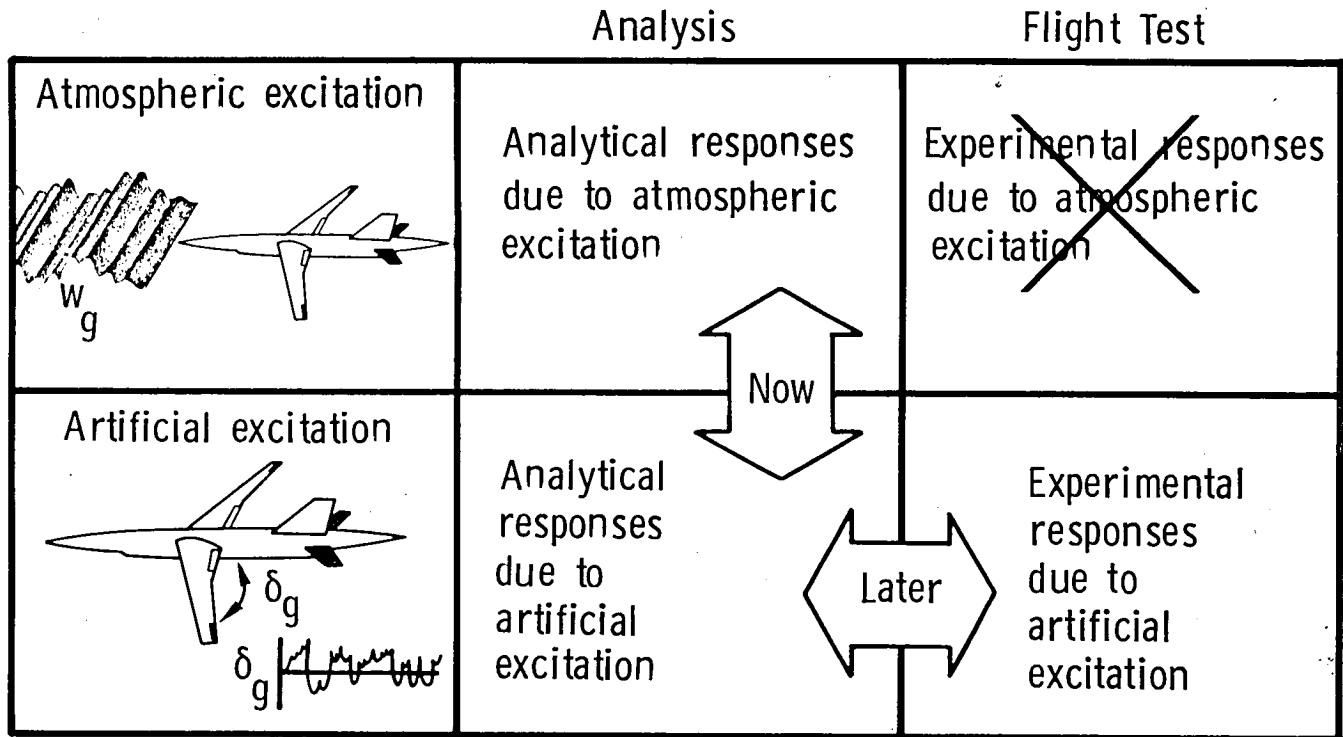 Analysis
Flight Test
Atmospheric excitation
w
g
Analytical responses
due to atmospheric
excitation
Experimental responses
due to atmospheric
excitation
Now
Artificial excitation
δ
g
δ
g
Analytical
responses
due to
artificial
excitation
Later
Experimental
responses
due to
artificial
excitation